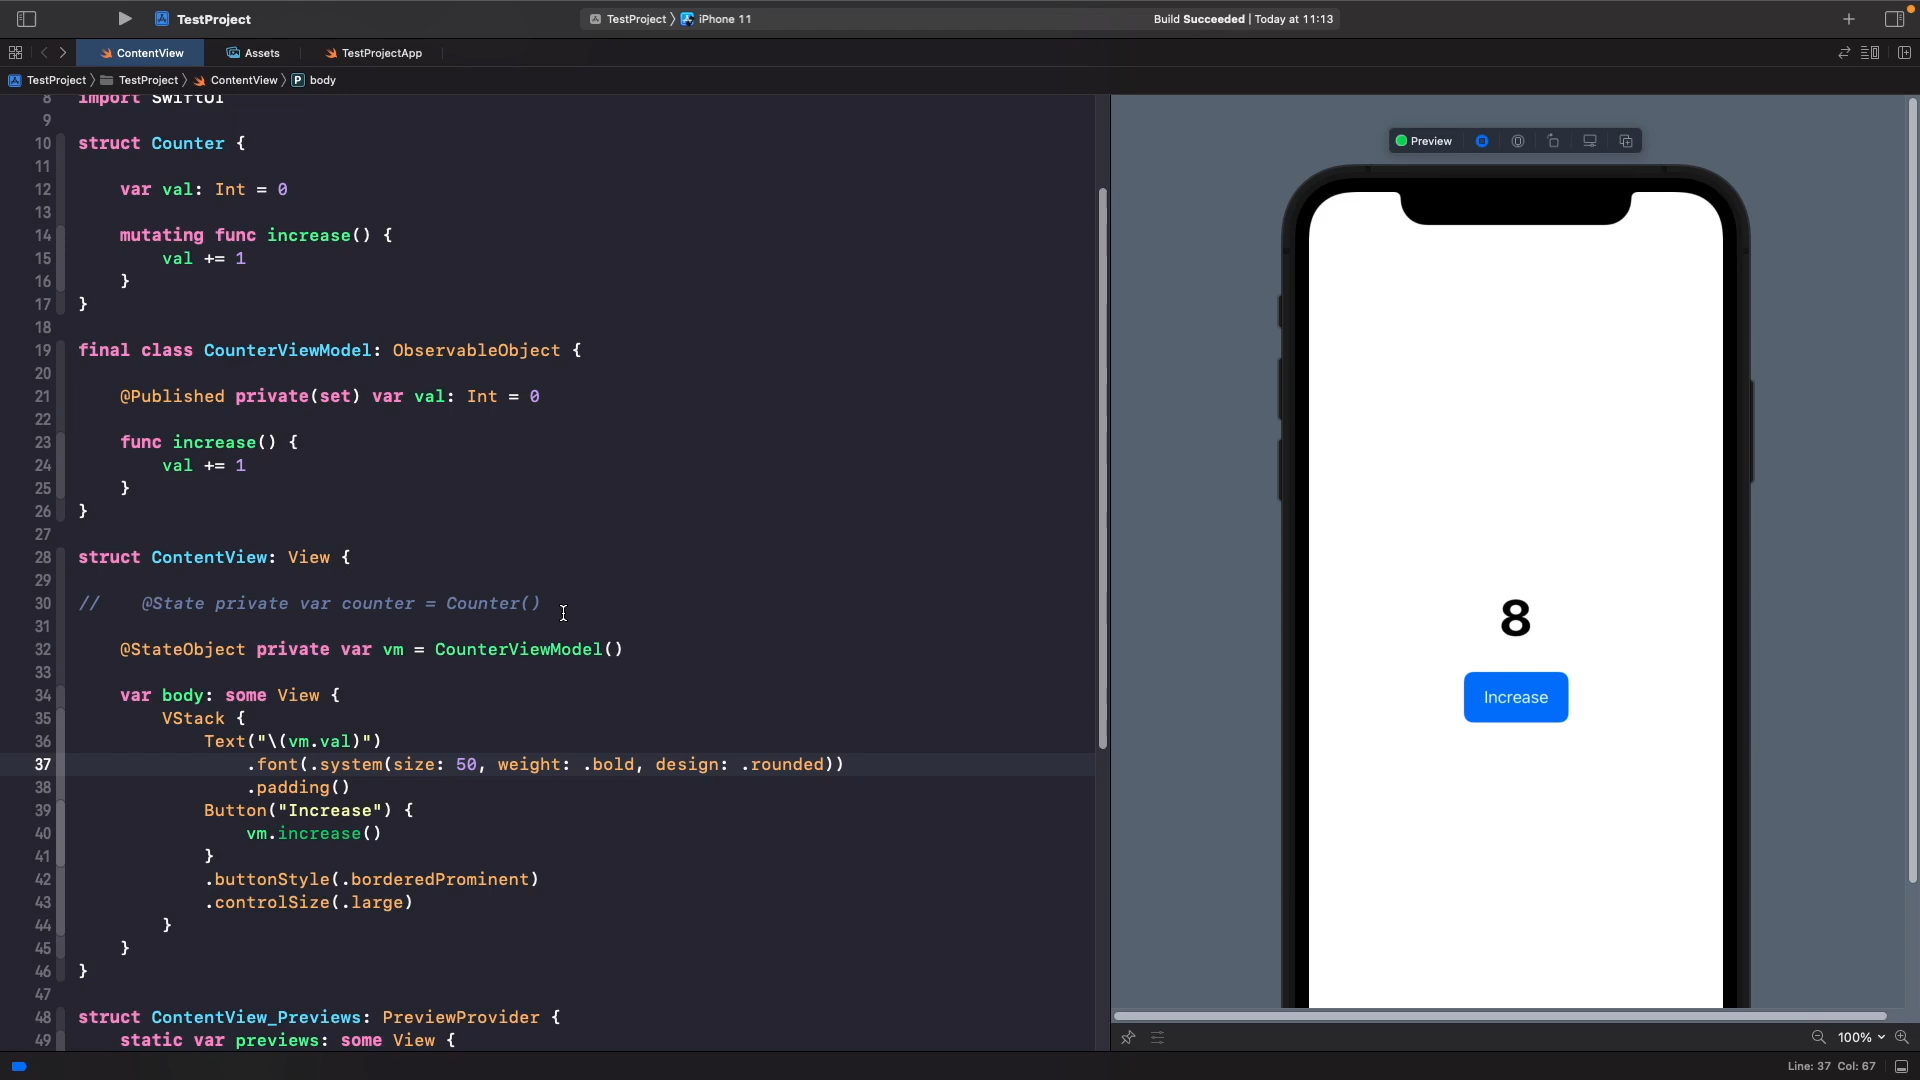 TestProject
TestProject 〉 iPhone 11
Build Succeeded | Today at 11:13
ContentView
Assets
TestProjectApp
TestProject 〉 TestProject 〉 ContentView 〉 P body
8 import SwiftUI
9
10 struct Counter {
11
12     var val: Int = 0
13
14     mutating func increase() {
15         val += 1
16     }
17 }
18
19 final class CounterViewModel: ObservableObject {
20
21     @Published private(set) var val: Int = 0
22
23     func increase() {
24         val += 1
25     }
26 }
27
28 struct ContentView: View {
29
30 //    @State private var counter = Counter()
31
32     @StateObject private var vm = CounterViewModel()
33
34     var body: some View {
35         VStack {
36             Text("\(vm.val)")
37                 .font(.system(size: 50, weight: .bold, design: .rounded))
38                 .padding()
39             Button("Increase") {
40                 vm.increase()
41             }
42             .buttonStyle(.borderedProminent)
43             .controlSize(.large)
44         }
45     }
46 }
47
48 struct ContentView_Previews: PreviewProvider {
49     static var previews: some View {
Preview
8
Increase
100%
Line: 37 Col: 67